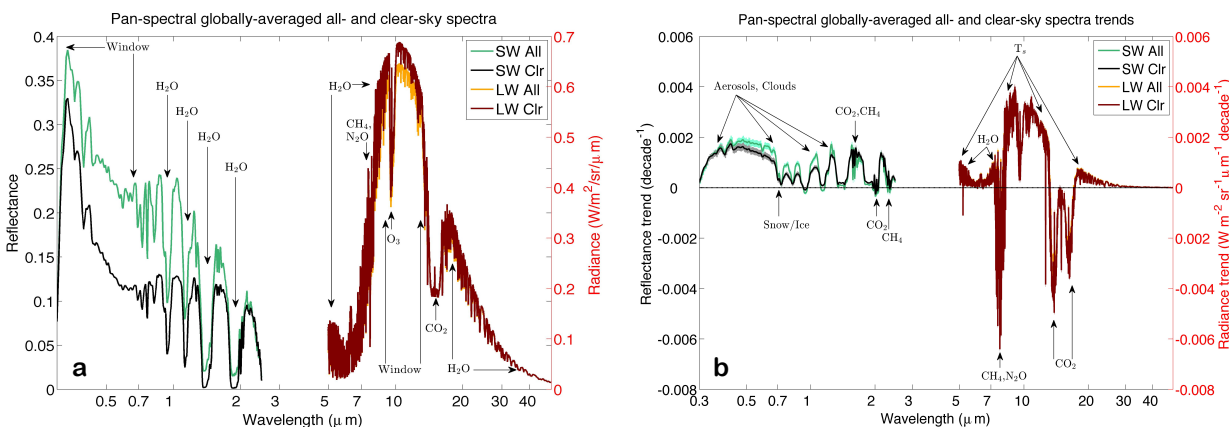 Pan-spectral globally-averaged all- and clear-sky spectra
a
0.4
0.35
0.3
0.25
0.2
0.15
0.1
0.05
0
Reflectance
0.5
0.7
1
2
5
7
10
20
40
Wavelength (μ m)
0.7
0.6
0.5
0.4
0.3
0.2
0.1
0
Radiance (W/m²/sr/μ m)
SW All
SW Clr
LW All
LW Clr
Window
H₂O
H₂O
H₂O
H₂O
H₂O
CH₄,
N₂O
O₃
Window
CO₂
H₂O
Pan-spectral globally-averaged all- and clear-sky spectra trends
b
0.006
0.004
0.002
0
-0.002
-0.004
-0.006
-0.008
Reflectance trend (decade⁻¹)
0.3
0.5
0.7
1
2
5
7
10
20
40
Wavelength (μ m)
0.006
0.004
0.002
0
-0.002
-0.004
-0.006
-0.008
Radiance trend (W m⁻² sr⁻¹ μm⁻¹ decade⁻¹)
SW All
SW Clr
LW All
LW Clr
Aerosols, Clouds
CO₂,CH₄
Tₛ
H₂O
Snow/Ice
CO₂
CH₄
CH₄,N₂O
CO₂